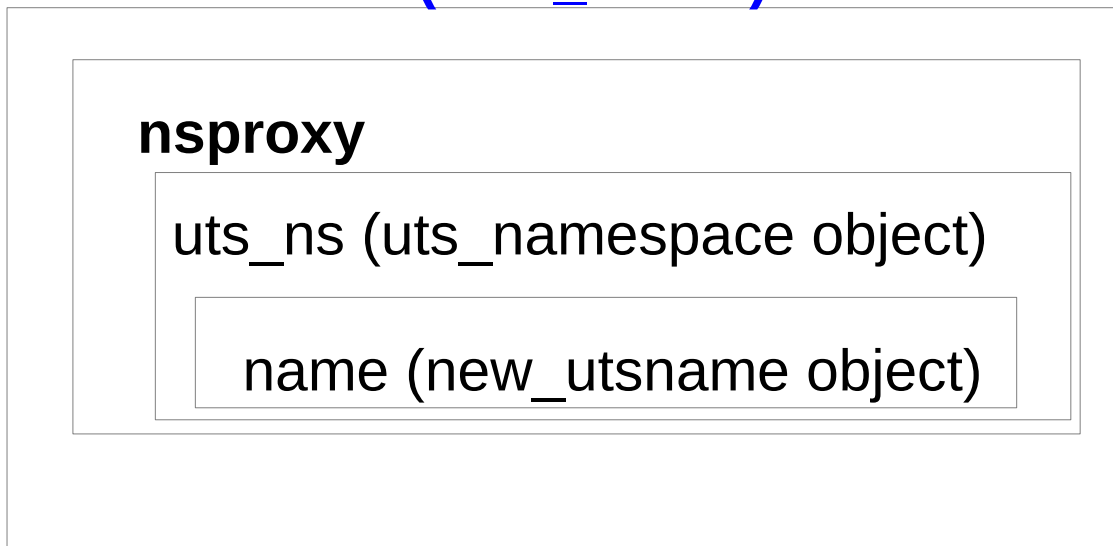 nsproxy
uts_ns (uts_namespace object)
name (new_utsname object)